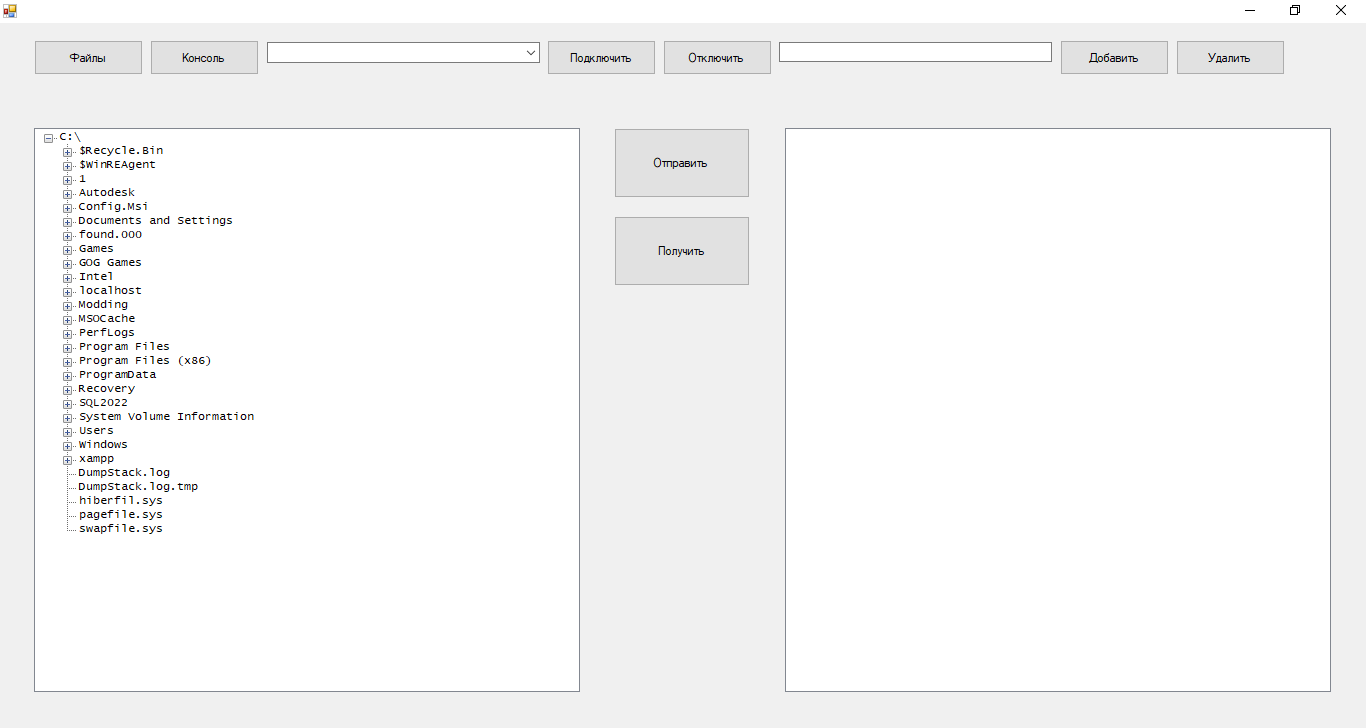 Файлы
Консоль
Подключить
Отключить
Добавить
Удалить
C:\
$Recycle.Bin
$WinREAgent
1
Autodesk
Config.Msi
Documents and Settings
found.000
Games
GOG Games
Intel
localhost
Modding
MSOCache
PerfLogs
Program Files
Program Files (x86)
ProgramData
Recovery
SQL2022
System Volume Information
Users
Windows
xampp
DumpStack.log
DumpStack.log.tmp
hiberfil.sys
pagefile.sys
swapfile.sys
Отправить
Получить